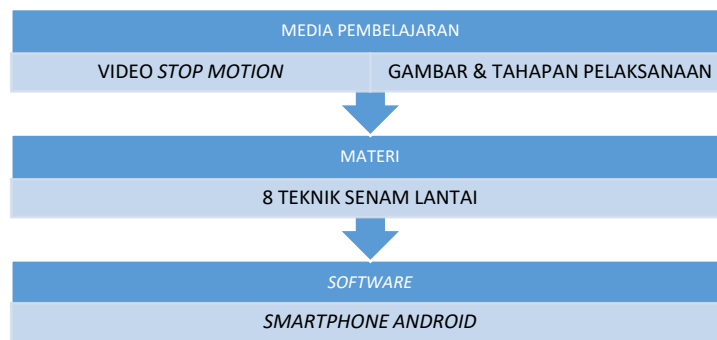 MEDIA PEMBELAJARAN
VIDEO STOP MOTION
GAMBAR & TAHAPAN PELAKSANAAN
MATERI
8 TEKNIK SENAM LANTAI
SOFTWARE
SMARTPHONE ANDROID